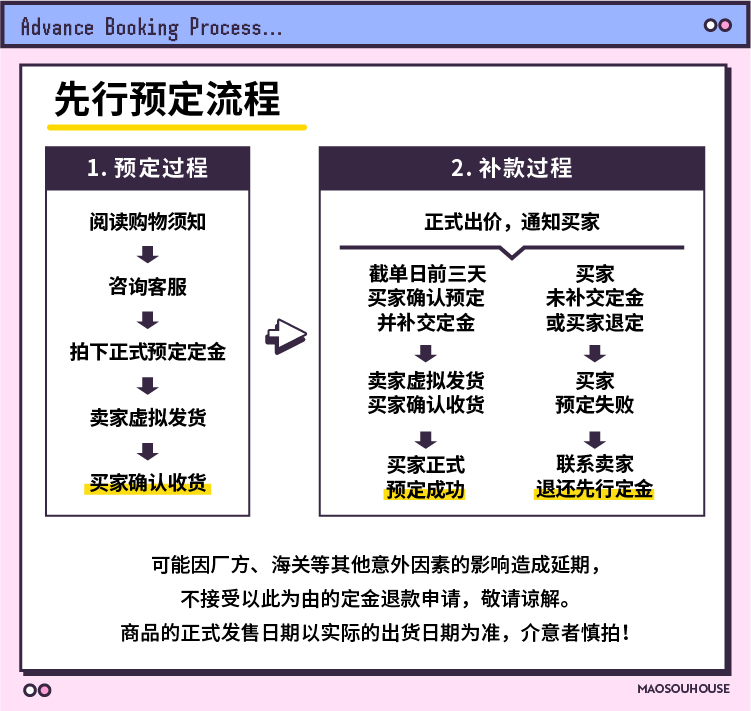 Advance Booking Process...
先行预定流程
1. 预定过程
阅读购物须知
咨询客服
拍下正式预定定金
卖家虚拟发货
买家确认收货
2. 补款过程
正式出价，通知买家
截单日前三天
买家确认预定
并补交定金
卖家虚拟发货
买家确认收货
买家正式
预定成功
买家
未补交定金
或买家退定
买家
预定失败
联系卖家
退还先行定金
可能因厂方、海关等其他意外因素的影响造成延期，
不接受以此为由的定金退款申请，敬请谅解。
商品的正式发售日期以实际的出货日期为准，介意者慎拍！
MAOSOUHOUSE